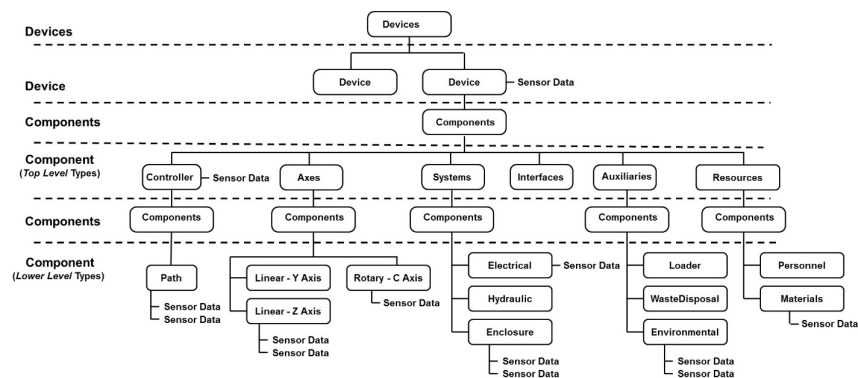 Devices
Devices
Device
Device
Device
Sensor Data
Components
Components
Component
(Top Level Types)
Controller
Sensor Data
Axes
Systems
Interfaces
Auxiliaries
Resources
Components
Components
Components
Components
Components
Components
Component
(Lower Level Types)
Path
Sensor Data
Sensor Data
Linear - Y Axis
Linear - Z Axis
Sensor Data
Sensor Data
Rotary - C Axis
Sensor Data
Electrical
Sensor Data
Hydraulic
Enclosure
Sensor Data
Sensor Data
Loader
WasteDisposal
Environmental
Sensor Data
Sensor Data
Personnel
Materials
Sensor Data